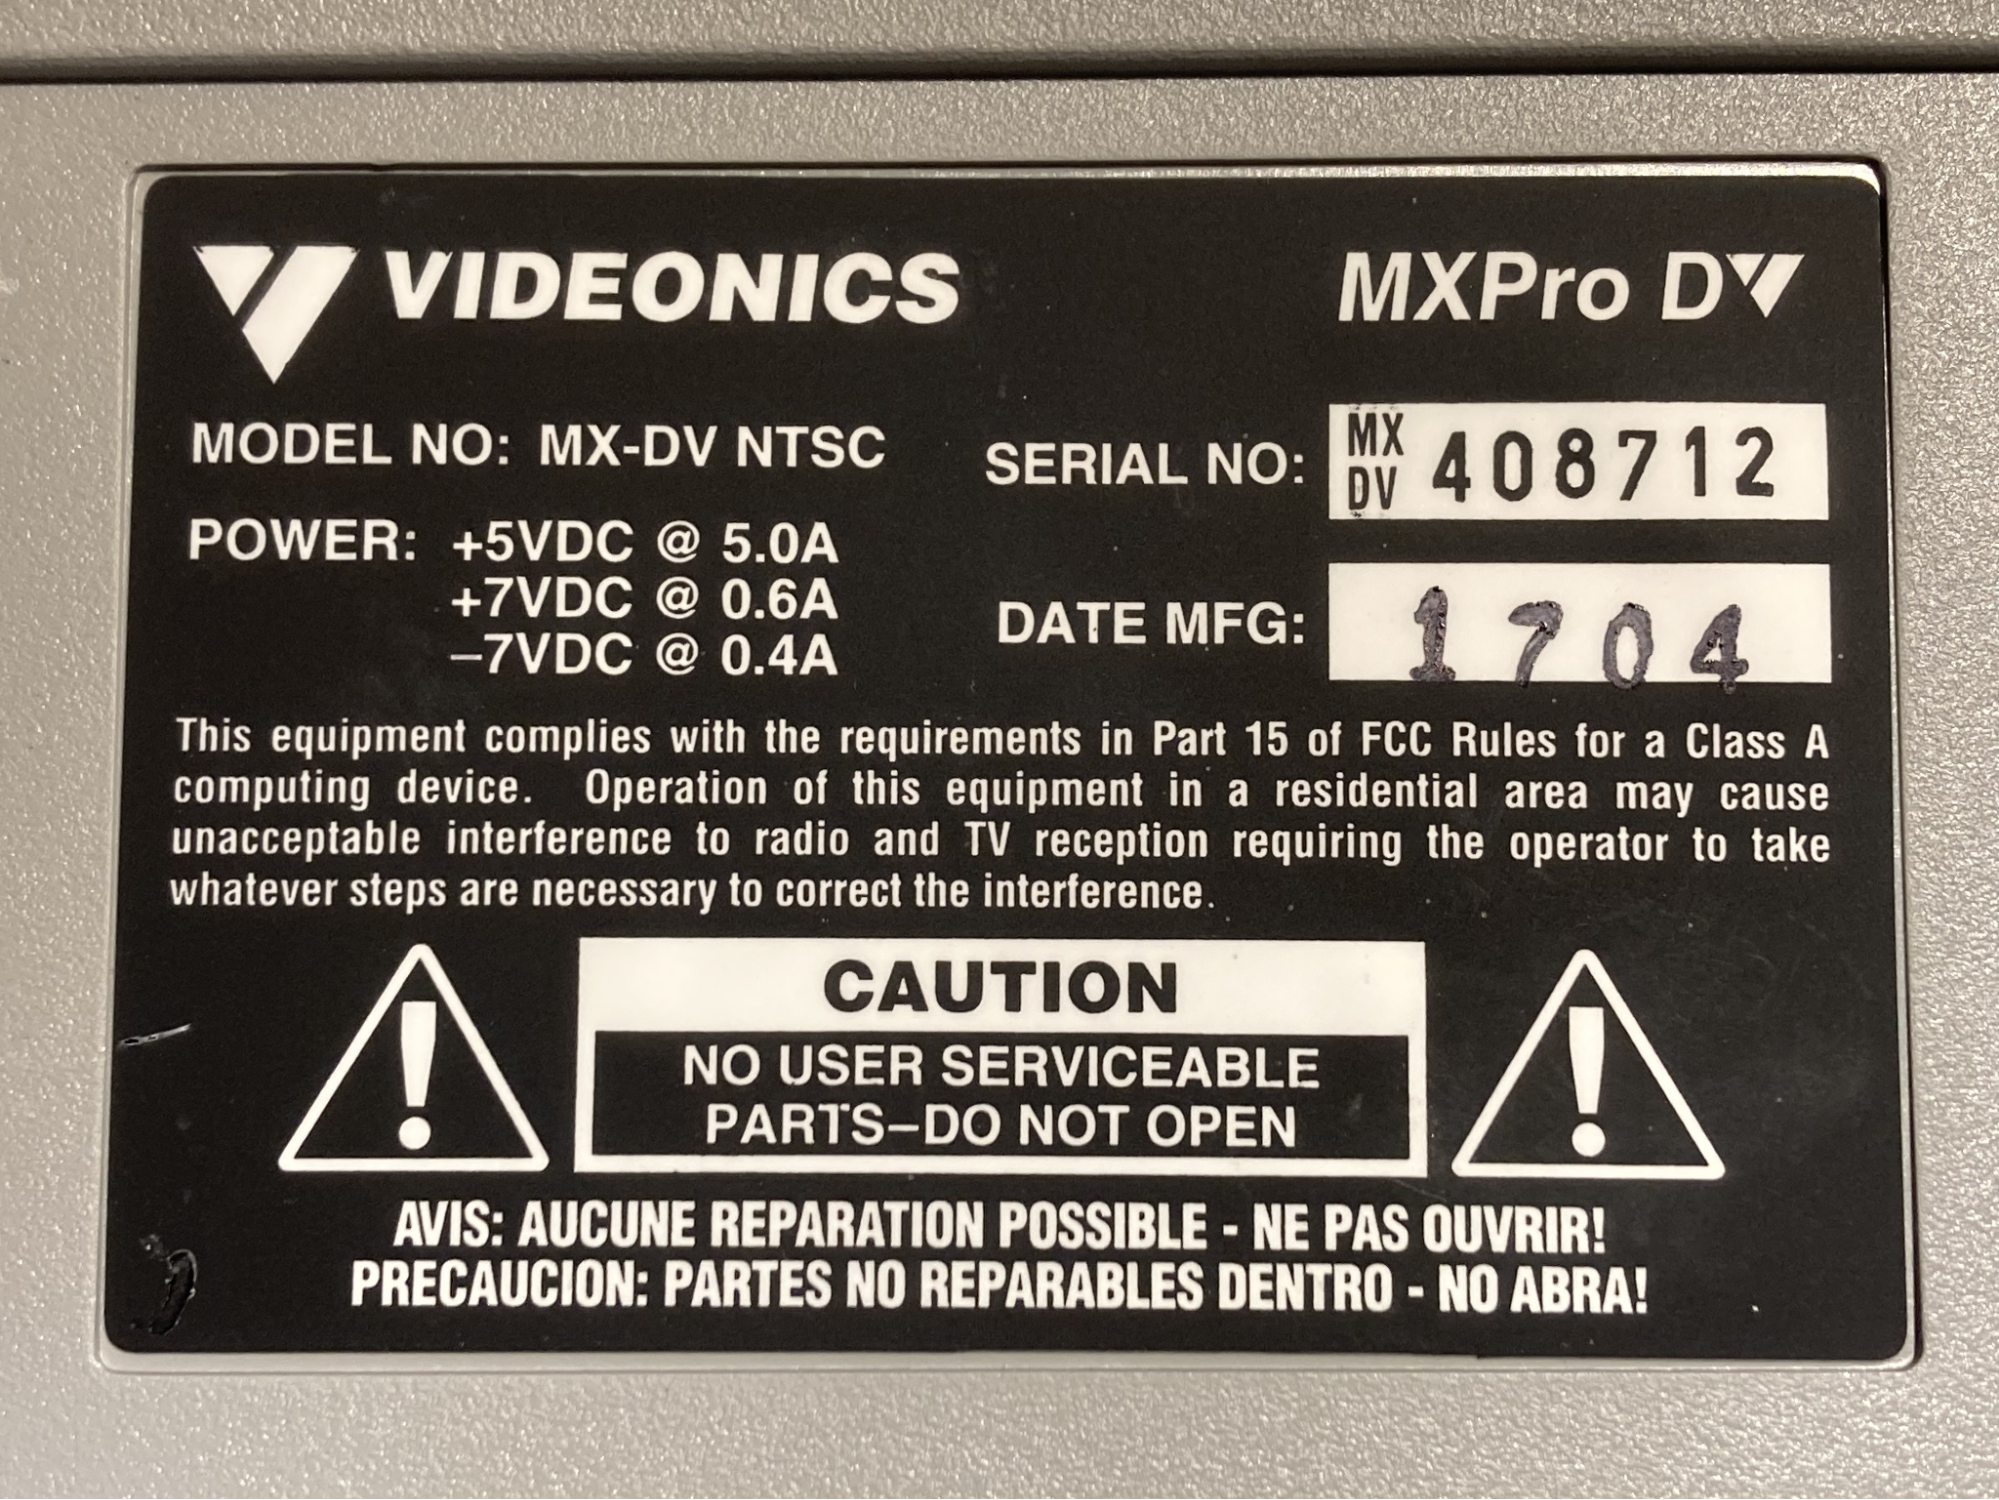 VIDEONICS
MXPro DV
MODEL NO: MX-DV NTSC
SERIAL NO: MX DV 408712
POWER: +5VDC @ 5.0A
+7VDC @ 0.6A
–7VDC @ 0.4A
DATE MFG: 1704
This equipment complies with the requirements in Part 15 of FCC Rules for a Class A
computing device. Operation of this equipment in a residential area may cause
unacceptable interference to radio and TV reception requiring the operator to take
whatever steps are necessary to correct the interference.
CAUTION
NO USER SERVICEABLE
PARTS–DO NOT OPEN
AVIS: AUCUNE REPARATION POSSIBLE - NE PAS OUVRIR!
PRECAUCION: PARTES NO REPARABLES DENTRO - NO ABRA!